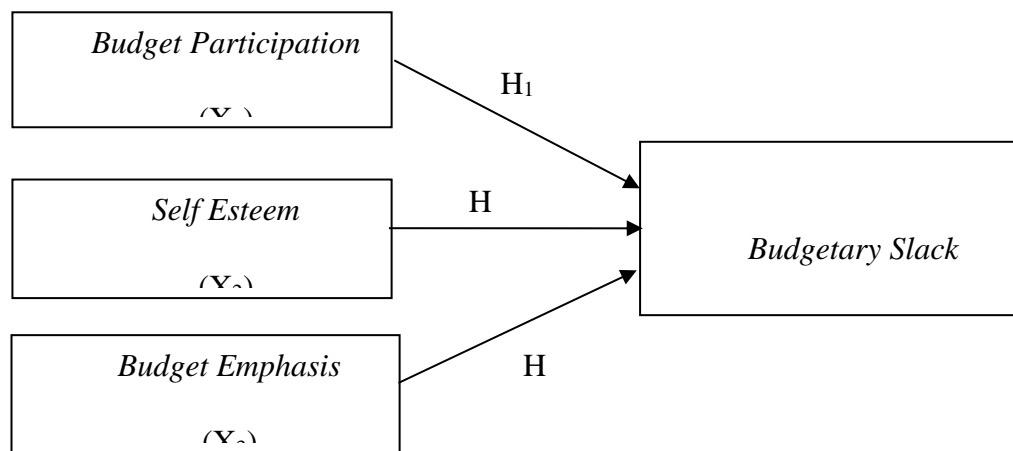 Budget Participation
H₁
Self Esteem
H
Budgetary Slack
Budget Emphasis
H